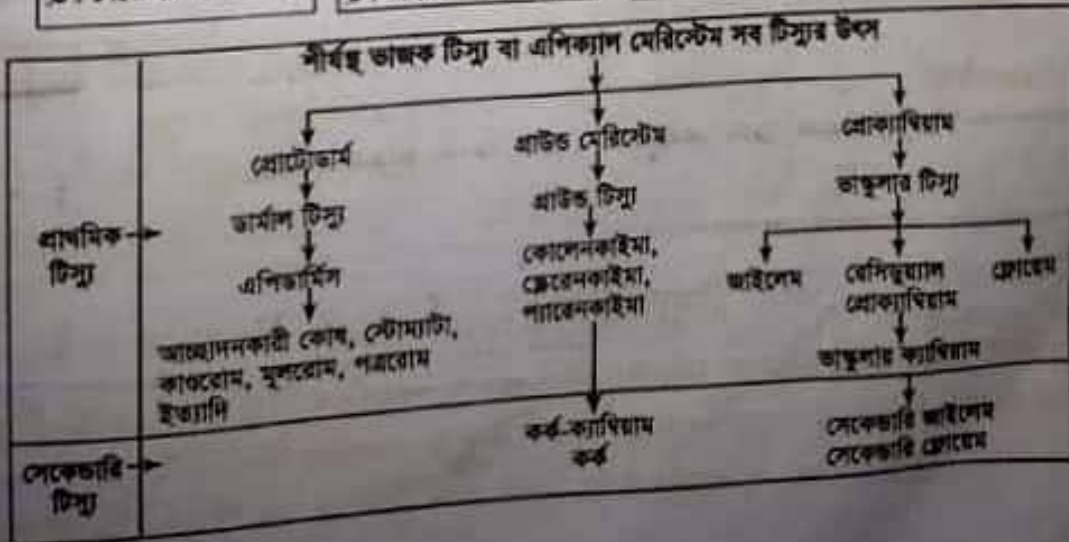 শীর্ষস্থ ভাজক টিস্যু বা এপিক্যাল মেরিস্টেম সব টিস্যুর উৎস
প্রোটোডার্ম
গ্রাউন্ড মেরিস্টেম
প্রোক্যাম্বিয়াম
ডার্মাল টিস্যু
গ্রাউন্ড টিস্যু
ভাস্কুলার টিস্যু
প্রাথমিক
টিস্যু
এপিডার্মিস
কোলেনকাইমা,
স্ক্লেরেনকাইমা,
প্যারেনকাইমা
জাইলেম
রেসিডুয়াল
প্রোক্যাম্বিয়াম
ফ্লোয়েম
আচ্ছাদনকারী কোষ, স্টোম্যাটা,
কাণ্ডরোম, মূলরোম, পত্ররোম
ইত্যাদি
ভাস্কুলার ক্যাম্বিয়াম
সেকেন্ডারি
টিস্যু
কর্ক-ক্যাম্বিয়াম
কর্ক
সেকেন্ডারি জাইলেম
সেকেন্ডারি ফ্লোয়েম